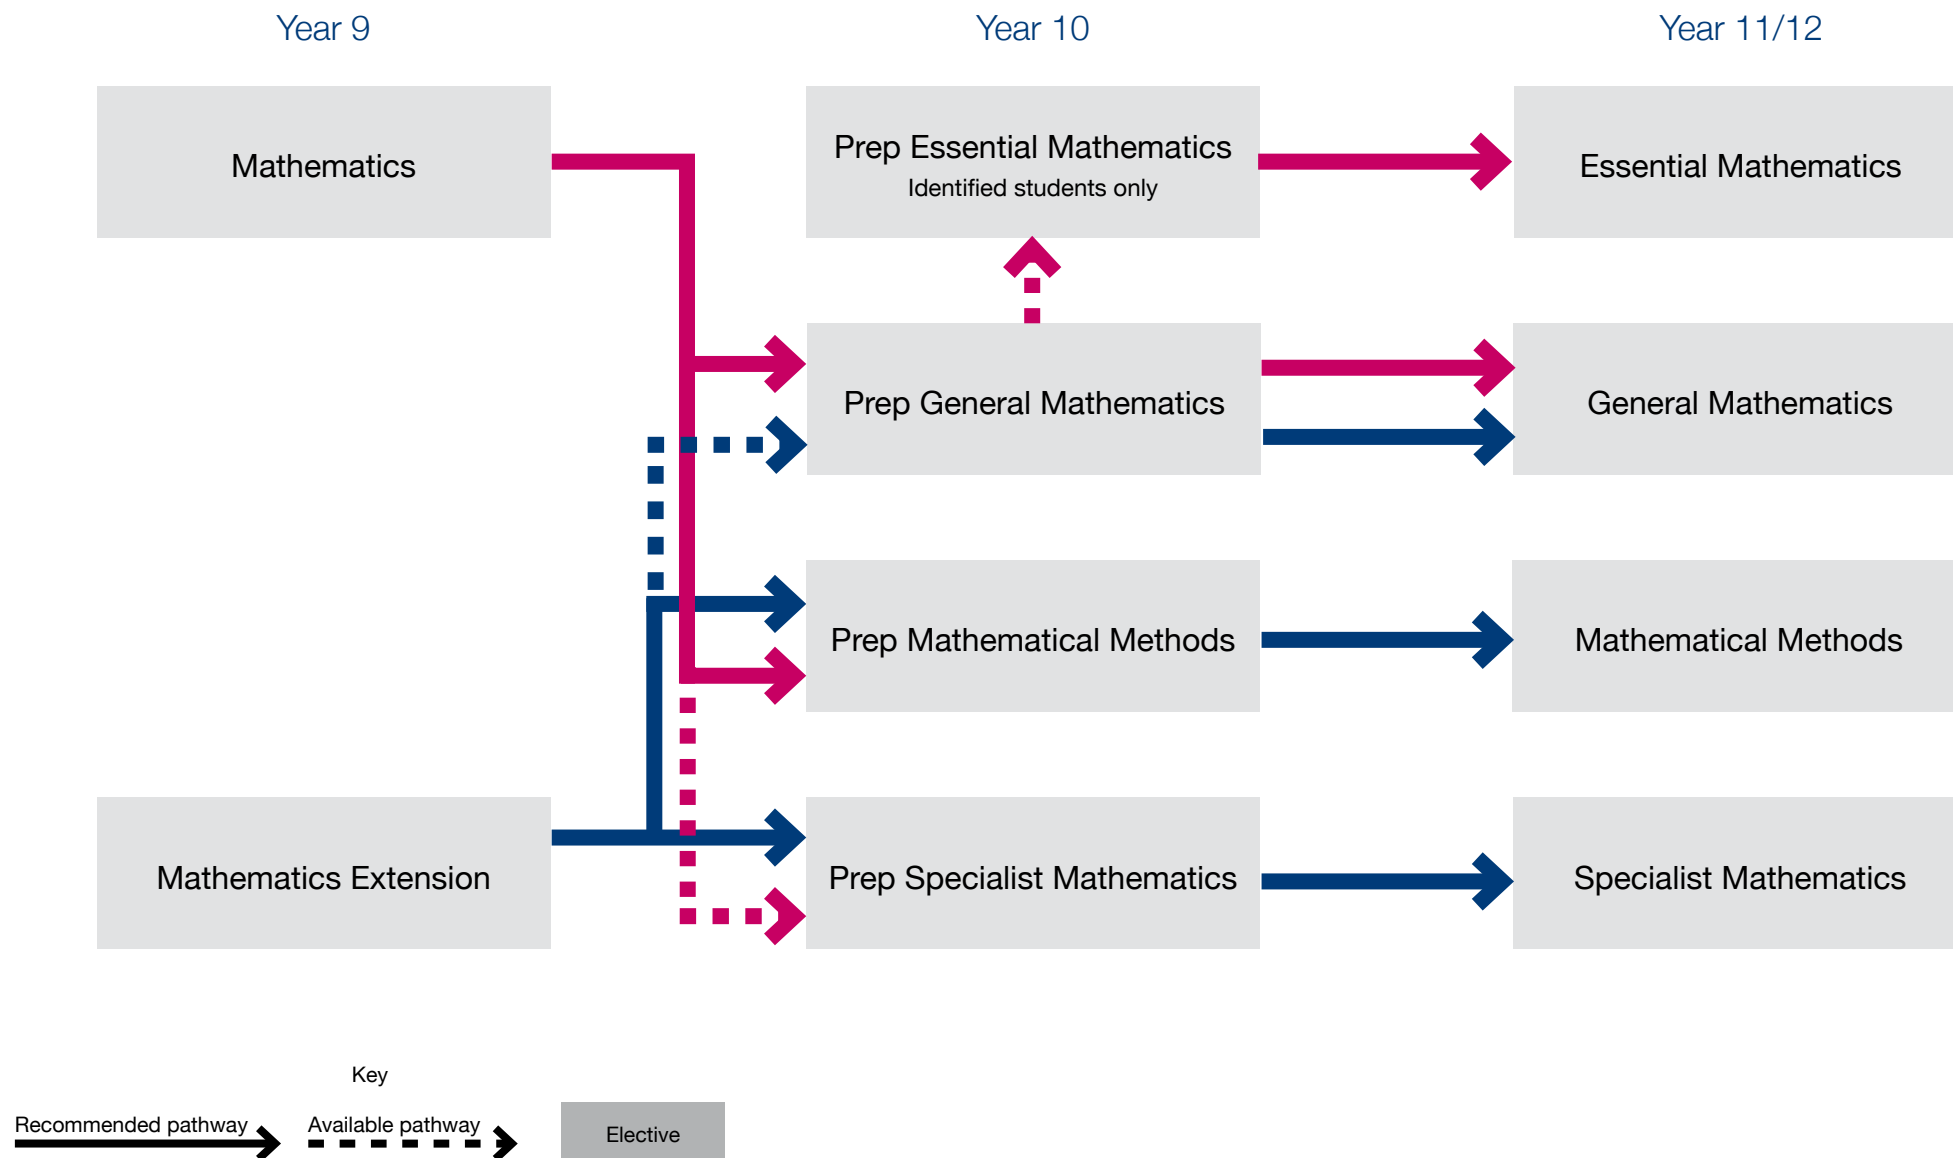 Year 9
Year 10
Year 11/12
Mathematics
Prep Essential Mathematics
Identified students only
Essential Mathematics
Prep General Mathematics
General Mathematics
Prep Mathematical Methods
Mathematical Methods
Mathematics Extension
Prep Specialist Mathematics
Specialist Mathematics
Key
Recommended pathway
Available pathway
Elective